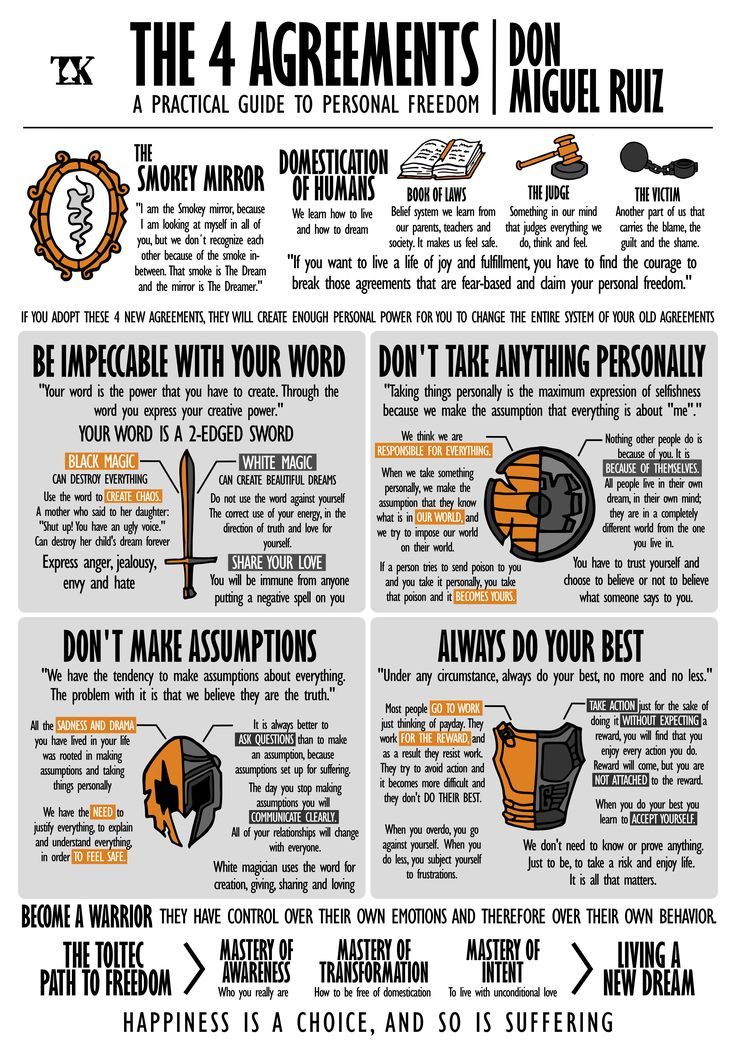 TK
THE 4 AGREEMENTS
A PRACTICAL GUIDE TO PERSONAL FREEDOM
DON
MIGUEL RUIZ
THE
SMOKEY MIRROR
"I am the Smokey mirror, because
I am looking at myself in all of
you, but we don´t recognize each
other because of the smoke in-
between. That smoke is The Dream
and the mirror is The Dreamer."
DOMESTICATION
OF HUMANS
We learn how to live
and how to dream
BOOK OF LAWS
Belief system we learn from
our parents, teachers and
society. It makes us feel safe.
THE JUDGE
Something in our mind
that judges everything we
do, think and feel.
THE VICTIM
Another part of us that
carries the blame, the
guilt and the shame.
"If you want to live a life of joy and fulfillment, you have to find the courage to
break those agreements that are fear-based and claim your personal freedom."
IF YOU ADOPT THESE 4 NEW AGREEMENTS, THEY WILL CREATE ENOUGH PERSONAL POWER FOR YOU TO CHANGE THE ENTIRE SYSTEM OF YOUR OLD AGREEMENTS
BE IMPECCABLE WITH YOUR WORD
"Your word is the power that you have to create. Through the
word you express your creative power."
YOUR WORD IS A 2-EDGED SWORD
BLACK MAGIC
CAN DESTROY EVERYTHING
Use the word to CREATE CHAOS.
A mother who said to her daughter:
"Shut up! You have an ugly voice."
Can destroy her child's dream forever
Express anger, jealousy,
envy and hate
WHITE MAGIC
CAN CREATE BEAUTIFUL DREAMS
Do not use the word against yourself
The correct use of your energy, in the
direction of truth and love for
yourself.
SHARE YOUR LOVE
You will be immune from anyone
putting a negative spell on you
DON'T TAKE ANYTHING PERSONALLY
"Taking things personally is the maximum expression of selfishness
because we make the assumption that everything is about "me"."
We think we are
RESPONSIBLE FOR EVERYTHING.
When we take something
personally, we make the
assumption that they know
what is in OUR WORLD, and
we try to impose our world
on their world.
If a person tries to send poison to you
and you take it personally, you take
that poison and it BECOMES YOURS.
Nothing other people do is
because of you. It is
BECAUSE OF THEMSELVES.
All people live in their own
dream, in their own mind;
they are in a completely
different world from the one
you live in.
You have to trust yourself and
choose to believe or not to believe
what someone says to you.
DON'T MAKE ASSUMPTIONS
"We have the tendency to make assumptions about everything.
The problem with it is that we believe they are the truth."
All the SADNESS AND DRAMA
you have lived in your life
was rooted in making
assumptions and taking
things personally
We have the NEED to
justify everything, to explain
and understand everything,
in order TO FEEL SAFE.
It is always better to
ASK QUESTIONS than to make
an assumption, because
assumptions set up for suffering.
The day you stop making
assumptions you will
COMMUNICATE CLEARLY.
All of your relationships will change
with everyone.
White magician uses the word for
creation, giving, sharing and loving
ALWAYS DO YOUR BEST
"Under any circumstance, always do your best, no more and no less."
Most people GO TO WORK
just thinking of payday. They
work FOR THE REWARD, and
as a result they resist work.
They try to avoid action and
it becomes more difficult and
they don't DO THEIR BEST.
When you overdo, you go
against yourself. When you
do less, you subject yourself
to frustrations.
TAKE ACTION just for the sake of
doing it WITHOUT EXPECTING a
reward, you will find that you
enjoy every action you do.
Reward will come, but you are
NOT ATTACHED to the reward.
When you do your best you
learn to ACCEPT YOURSELF.
We don't need to know or prove anything.
Just to be, to take a risk and enjoy life.
It is all that matters.
BECOME A WARRIOR THEY HAVE CONTROL OVER THEIR OWN EMOTIONS AND THEREFORE OVER THEIR OWN BEHAVIOR.
THE TOLTEC
PATH TO FREEDOM
MASTERY OF
AWARENESS
Who you really are
MASTERY OF
TRANSFORMATION
How to be free of domestication
MASTERY OF
INTENT
To live with unconditional love
LIVING A
NEW DREAM
HAPPINESS IS A CHOICE, AND SO IS SUFFERING